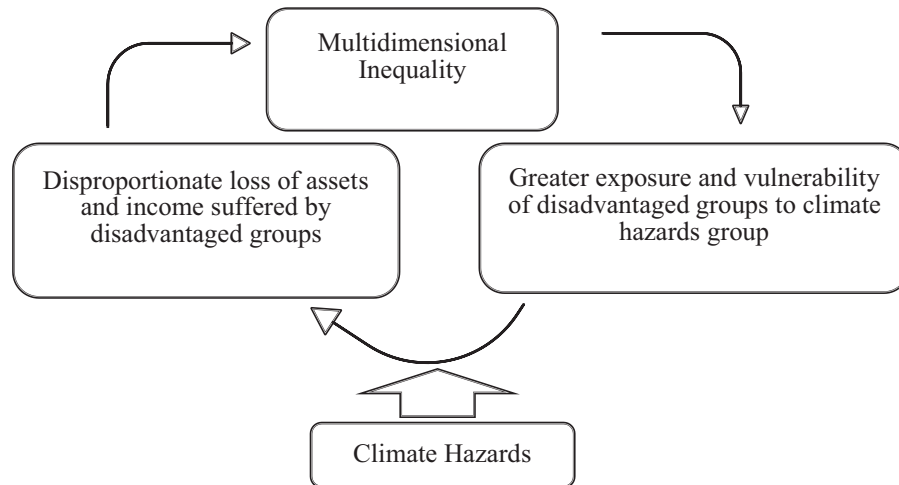 Multidimensional
Inequality
Disproportionate loss of assets
and income suffered by
disadvantaged groups
Greater exposure and vulnerability
of disadvantaged groups to climate
hazards group
Climate Hazards